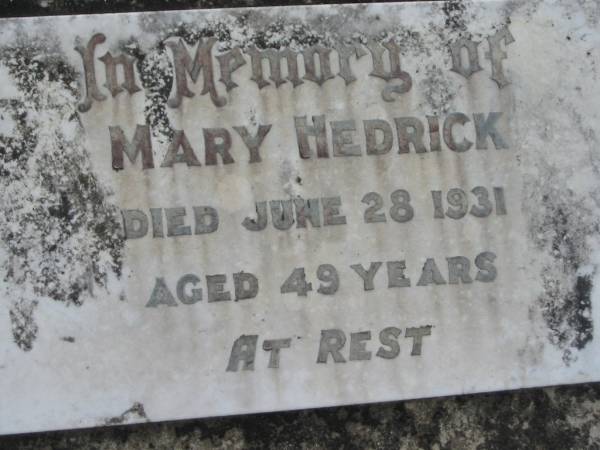 In Memory of
MARY HEDRICK
DIED JUNE 28 1931
AGED 49 YEARS
AT REST